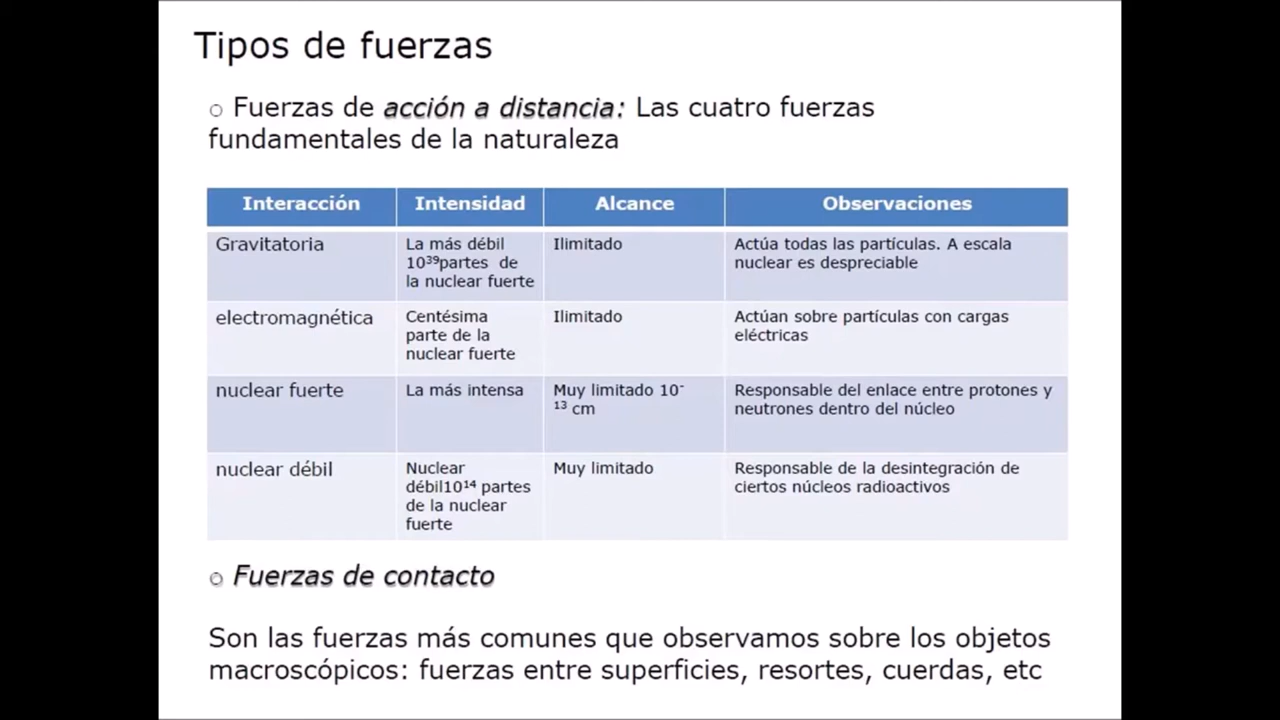 Tipos de fuerzas
○ Fuerzas de acción a distancia: Las cuatro fuerzas
fundamentales de la naturaleza
Interacción Intensidad Alcance Observaciones
Gravitatoria
La más débil
10³⁹partes de
la nuclear fuerte
Ilimitado
Actúa todas las partículas. A escala
nuclear es despreciable
electromagnética
Centésima
parte de la
nuclear fuerte
Ilimitado
Actúan sobre partículas con cargas
eléctricas
nuclear fuerte
La más intensa
Muy limitado 10⁻
¹³ cm
Responsable del enlace entre protones y
neutrones dentro del núcleo
nuclear débil
Nuclear
débil10¹⁴ partes
de la nuclear
fuerte
Muy limitado
Responsable de la desintegración de
ciertos núcleos radioactivos
○ Fuerzas de contacto
Son las fuerzas más comunes que observamos sobre los objetos
macroscópicos: fuerzas entre superficies, resortes, cuerdas, etc